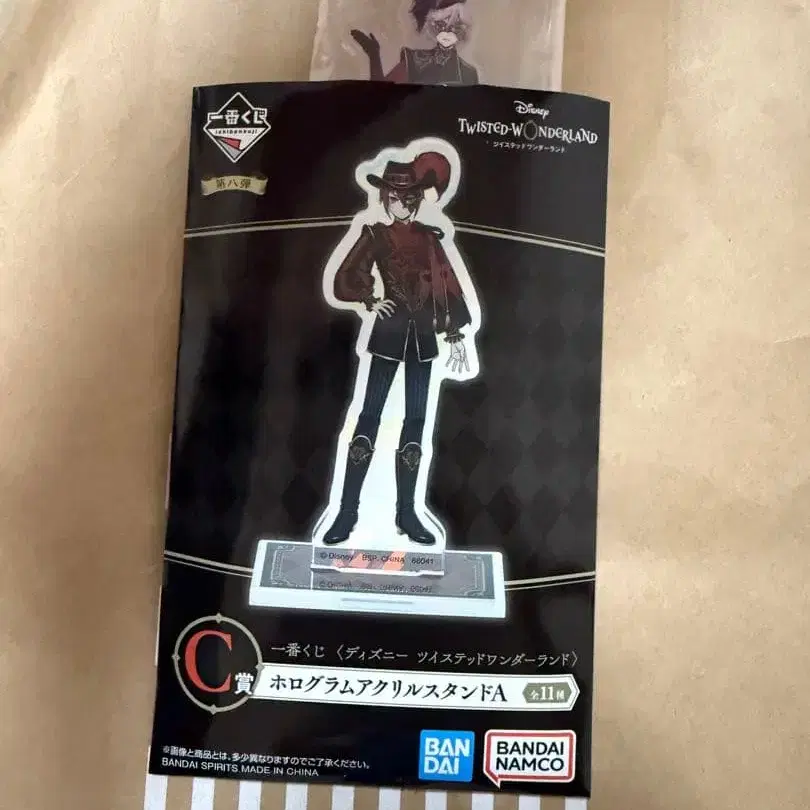 一番くじ
ichibankuji
Disney
TWISTED-WONDERLAND
ツイステッドワンダーランド
第八弾
© Disney BSP, CHINA 66041
C賞
一番くじ 〈ディズニー ツイステッドワンダーランド〉
ホログラムアクリルスタンドA
全11種
※画像と商品とは、多少異なりますのでご了承ください。
BANDAI SPIRITS MADE IN CHINA
BAN
DAI
BANDAI
NAMCO